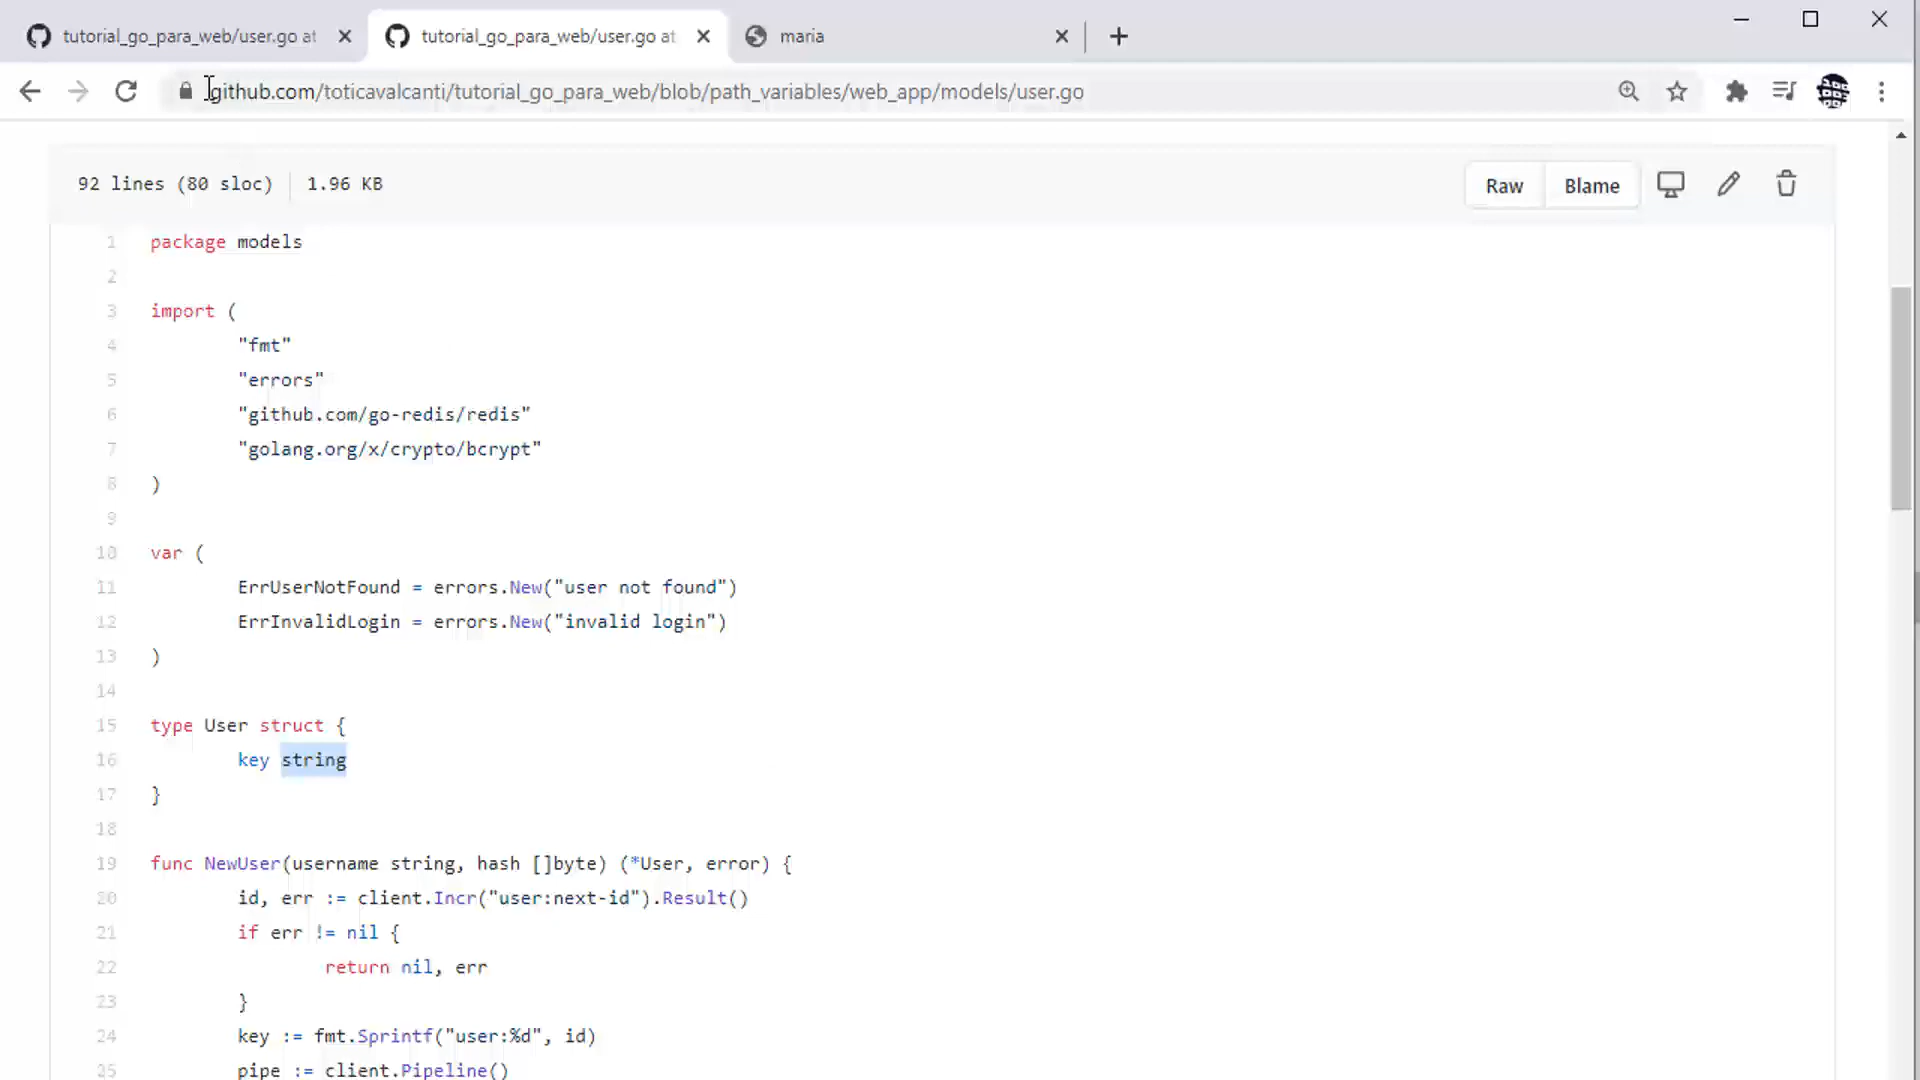 tutorial_go_para_web/user.go at
tutorial_go_para_web/user.go at
maria
github.com/toticavalcanti/tutorial_go_para_web/blob/path_variables/web_app/models/user.go
92 lines (80 sloc) 1.96 KB
Raw Blame
1 package models
2
3 import (
4 "fmt"
5 "errors"
6 "github.com/go-redis/redis"
7 "golang.org/x/crypto/bcrypt"
8 )
9
10 var (
11 ErrUserNotFound = errors.New("user not found")
12 ErrInvalidLogin = errors.New("invalid login")
13 )
14
15 type User struct {
16 key string
17 }
18
19 func NewUser(username string, hash []byte) (*User, error) {
20 id, err := client.Incr("user:next-id").Result()
21 if err != nil {
22 return nil, err
23 }
24 key := fmt.Sprintf("user:%d", id)
25 pipe := client.Pipeline()